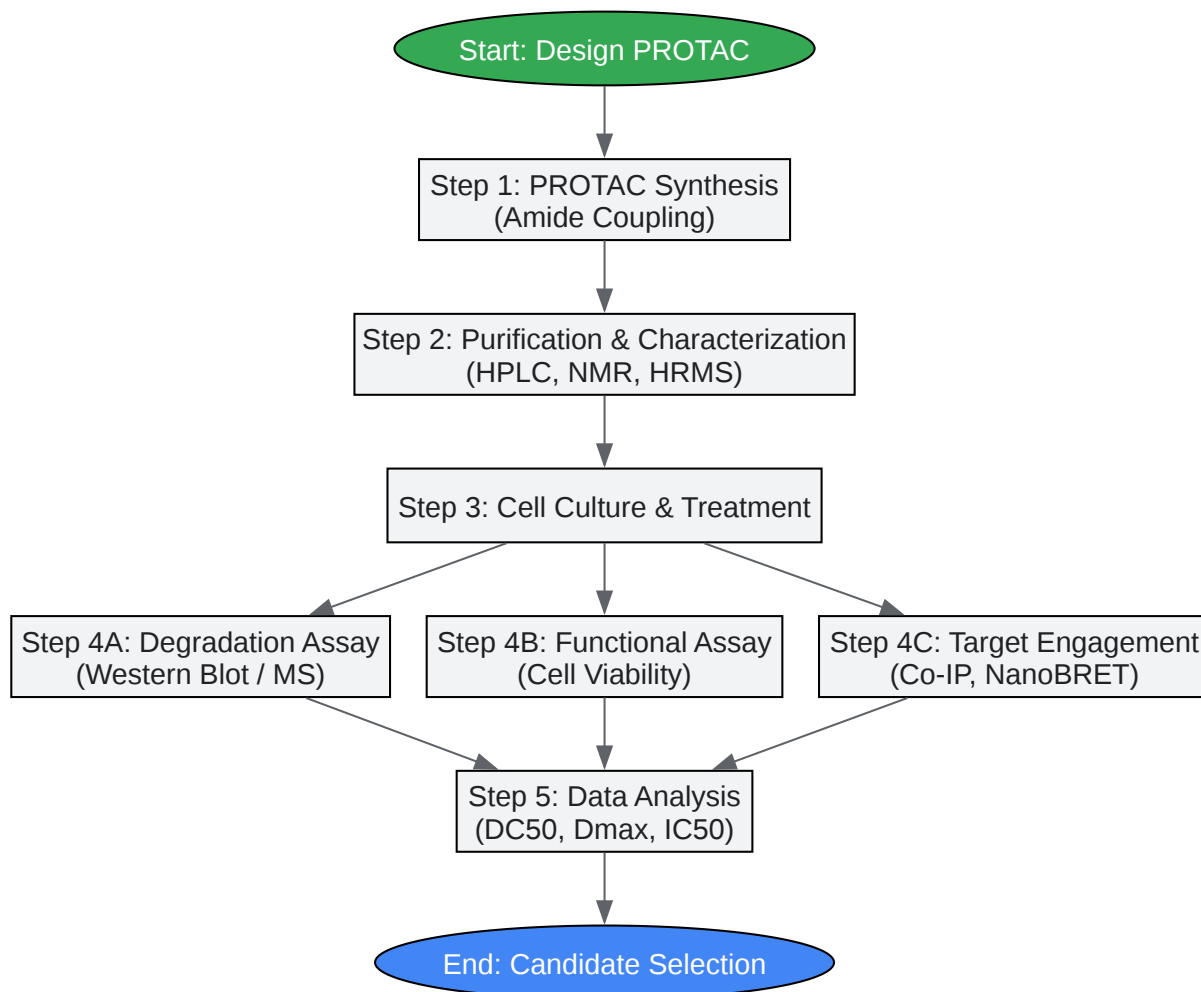 Start: Design PROTAC
Step 1: PROTAC Synthesis
(Amide Coupling)
Step 2: Purification & Characterization
(HPLC, NMR, HRMS)
Step 3: Cell Culture & Treatment
Step 4A: Degradation Assay
(Western Blot / MS)
Step 4B: Functional Assay
(Cell Viability)
Step 4C: Target Engagement
(Co-IP, NanoBRET)
Step 5: Data Analysis
(DC50, Dmax, IC50)
End: Candidate Selection